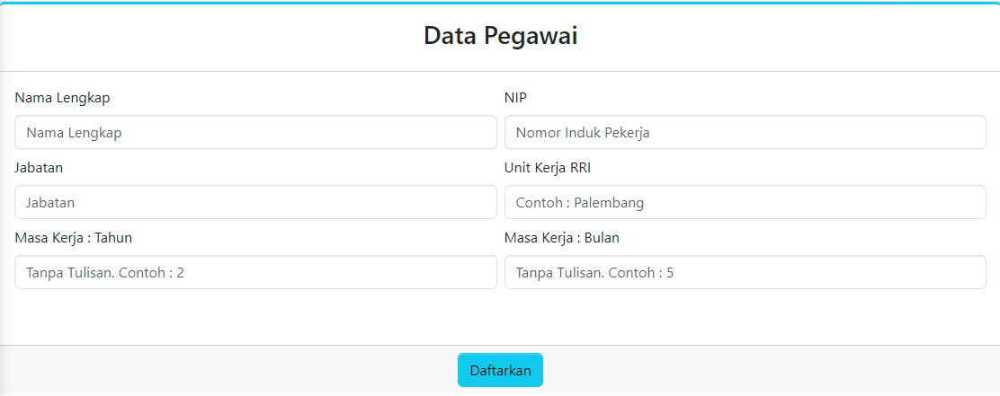 Data Pegawai
Nama Lengkap
NIP
Nama Lengkap
Nomor Induk Pekerja
Jabatan
Unit Kerja RRI
Jabatan
Contoh : Palembang
Masa Kerja : Tahun
Masa Kerja : Bulan
Tanpa Tulisan. Contoh : 2
Tanpa Tulisan. Contoh : 5
Daftarkan